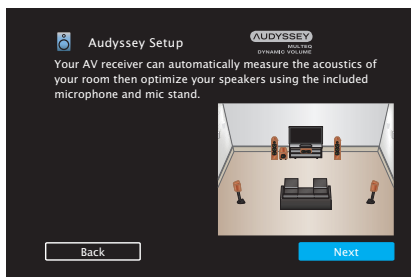 Audyssey Setup
AUDYSSEY
MULTEQ
DYNAMIC VOLUME
Your AV receiver can automatically measure the acoustics of
your room then optimize your speakers using the included
microphone and mic stand.
Back
Next